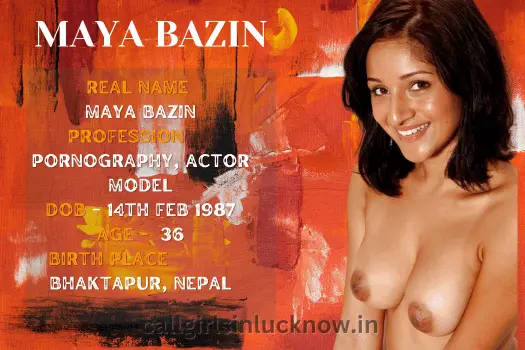 MAYA BAZIN
REAL NAME
MAYA BAZIN
PROFESSION
PORNOGRAPHY, ACTOR
MODEL
DOB - 14TH FEB 1987
AGE - 36
BIRTH PLACE
BHAKTAPUR, NEPAL
callgirlsinlucknow.in